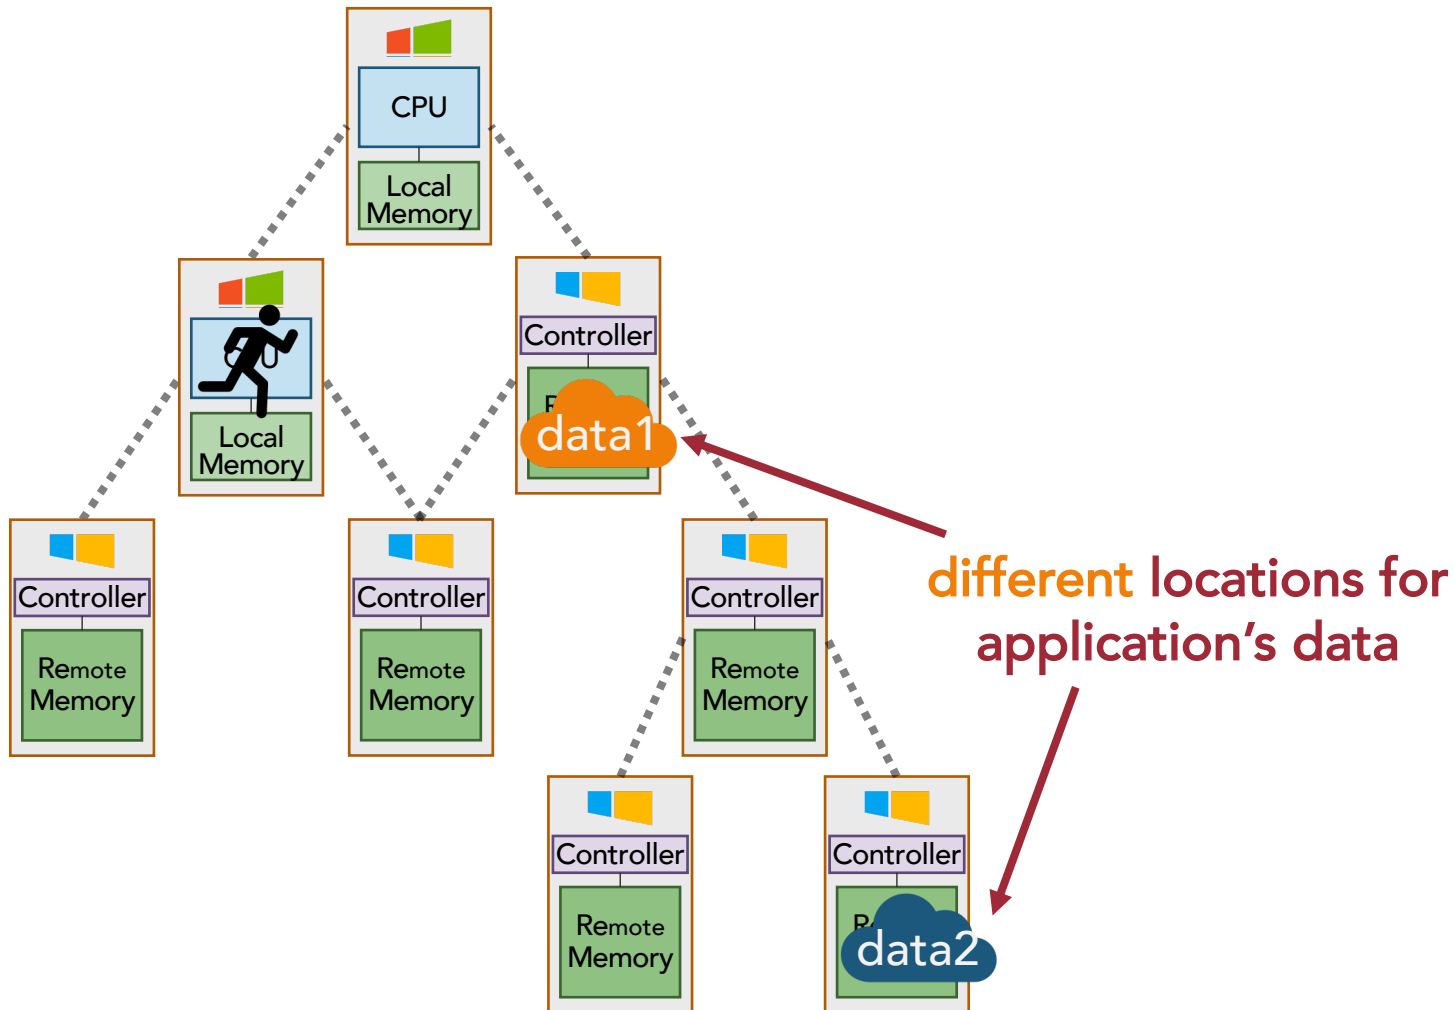 CPU
Local
Memory
Local
Memory
Controller
data1
Controller
Remote
Memory
Controller
Remote
Memory
Controller
Remote
Memory
different locations for
application’s data
Controller
Remote
Memory
Controller
data2